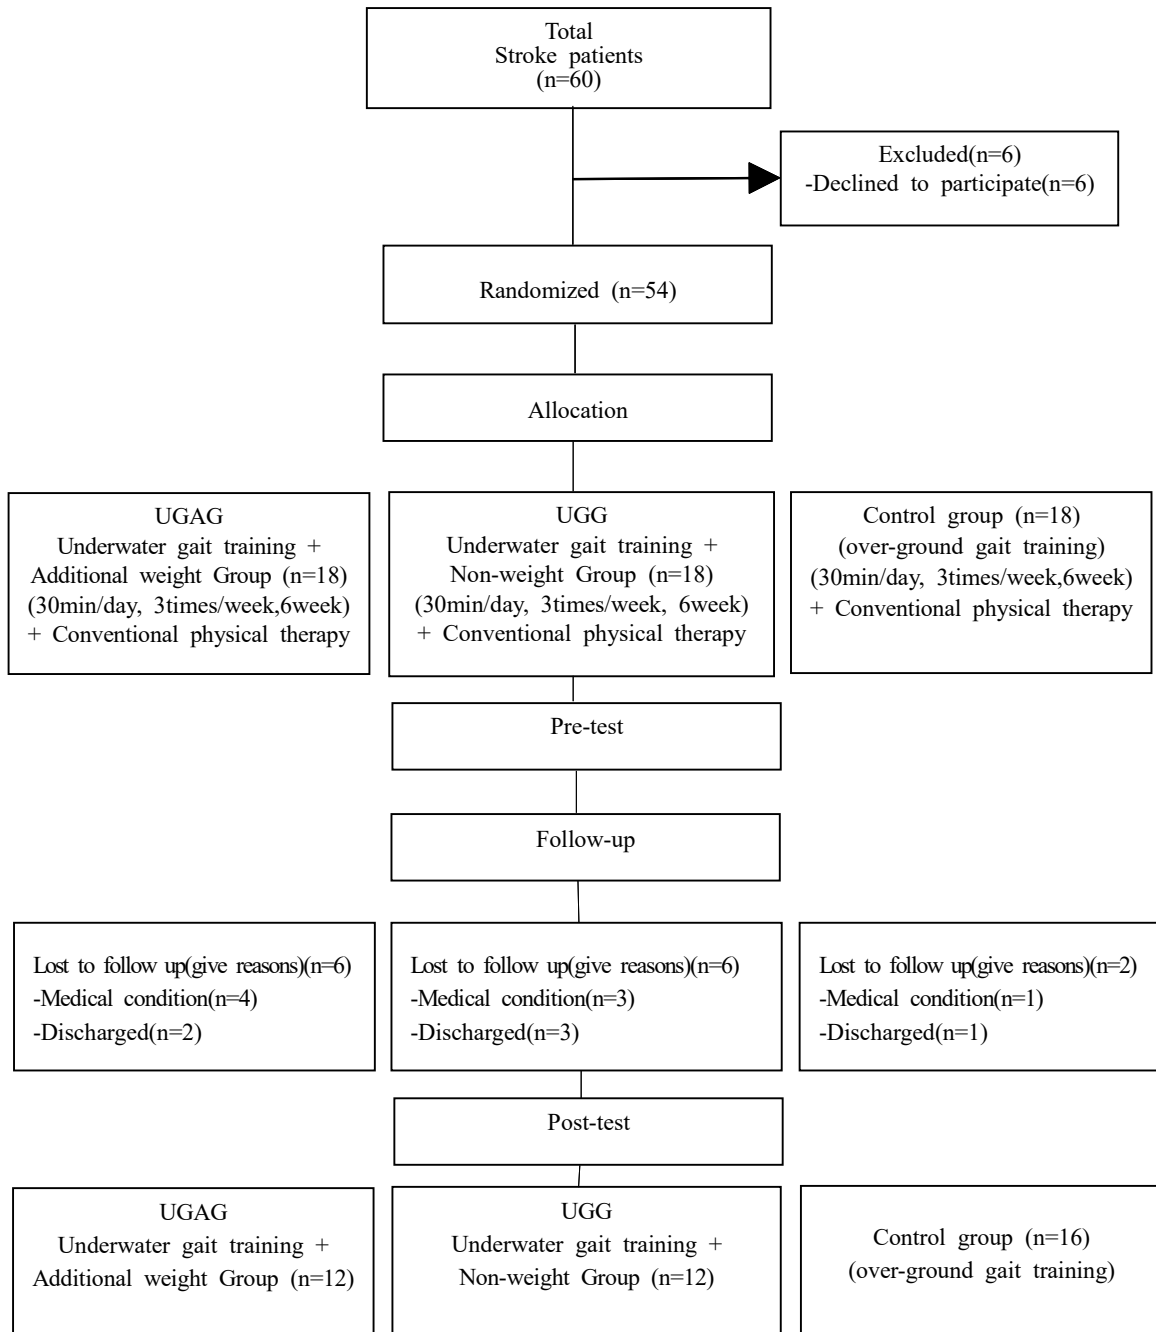 Total
Stroke patients
(n=60)
Excluded(n=6)
-Declined to participate(n=6)
Randomized (n=54)
Allocation
UGAG
Underwater gait training +
Additional weight Group (n=18)
(30min/day, 3times/week,6week)
+ Conventional physical therapy
UGG
Underwater gait training +
Non-weight Group (n=18)
(30min/day, 3times/week, 6week)
+ Conventional physical therapy
Control group (n=18)
(over-ground gait training)
(30min/day, 3times/week,6week)
+ Conventional physical therapy
Pre-test
Follow-up
Lost to follow up(give reasons)(n=6)
-Medical condition(n=4)
-Discharged(n=2)
Lost to follow up(give reasons)(n=6)
-Medical condition(n=3)
-Discharged(n=3)
Lost to follow up(give reasons)(n=2)
-Medical condition(n=1)
-Discharged(n=1)
Post-test
UGAG
Underwater gait training +
Additional weight Group (n=12)
UGG
Underwater gait training +
Non-weight Group (n=12)
Control group (n=16)
(over-ground gait training)